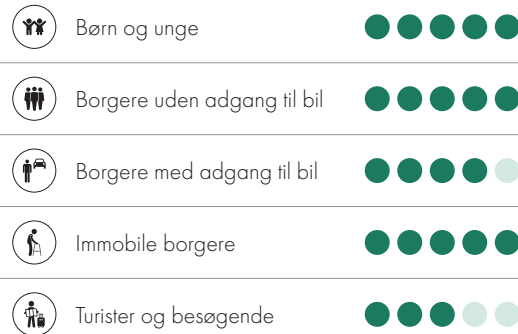 Børn og unge
Borgere uden adgang til bil
Borgere med adgang til bil
Immobile borgere
Turister og besøgende